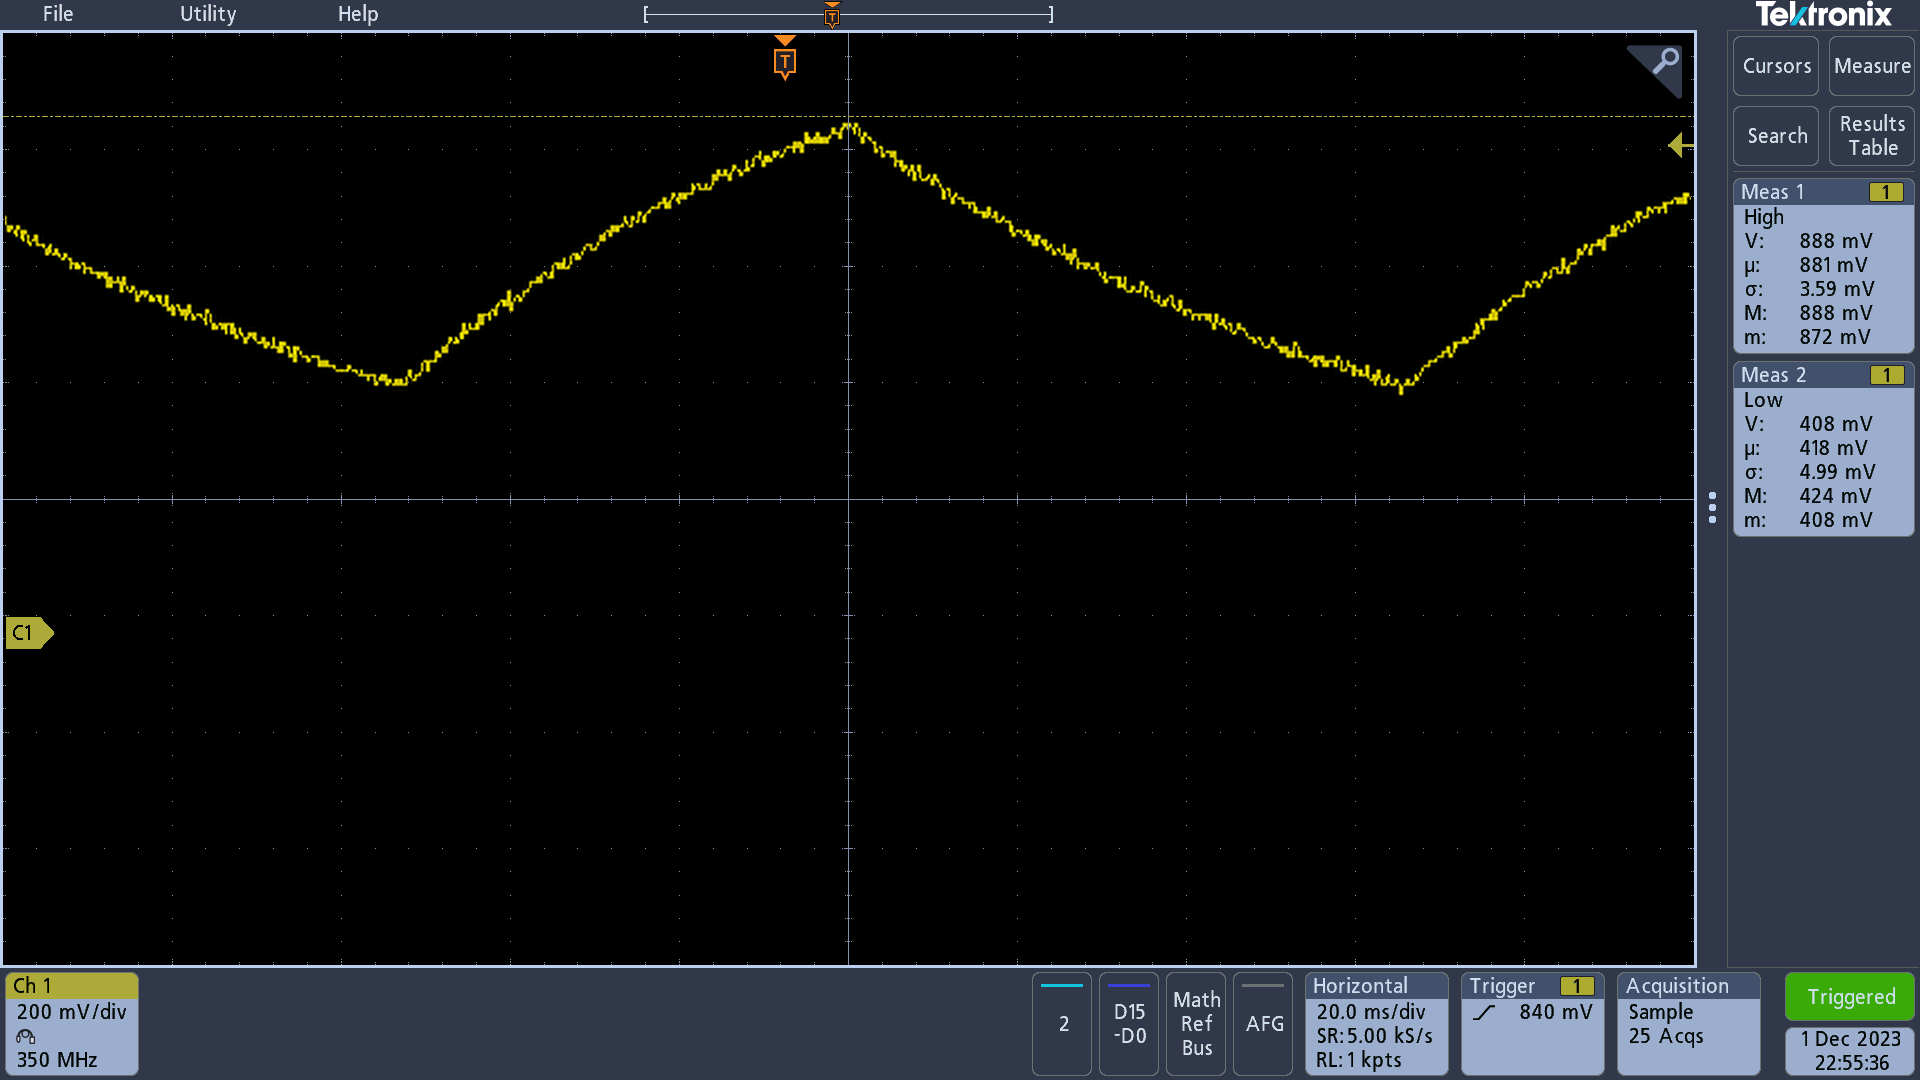 File Utility Help
T
Tektronix
T
Cursors Measure
Search Results
Table
Meas 1 1
High
V: 888 mV
μ: 881 mV
σ: 3.59 mV
M: 888 mV
m: 872 mV
Meas 2 1
Low
V: 408 mV
μ: 418 mV
σ: 4.99 mV
M: 424 mV
m: 408 mV
C1
Ch 1
200 mV/div
350 MHz
2
D15
-D0
Math
Ref
Bus
AFG
Horizontal
20.0 ms/div
SR: 5.00 kS/s
RL: 1 kpts
Trigger 1
840 mV
Acquisition
Sample
25 Acqs
Triggered
1 Dec 2023
22:55:36